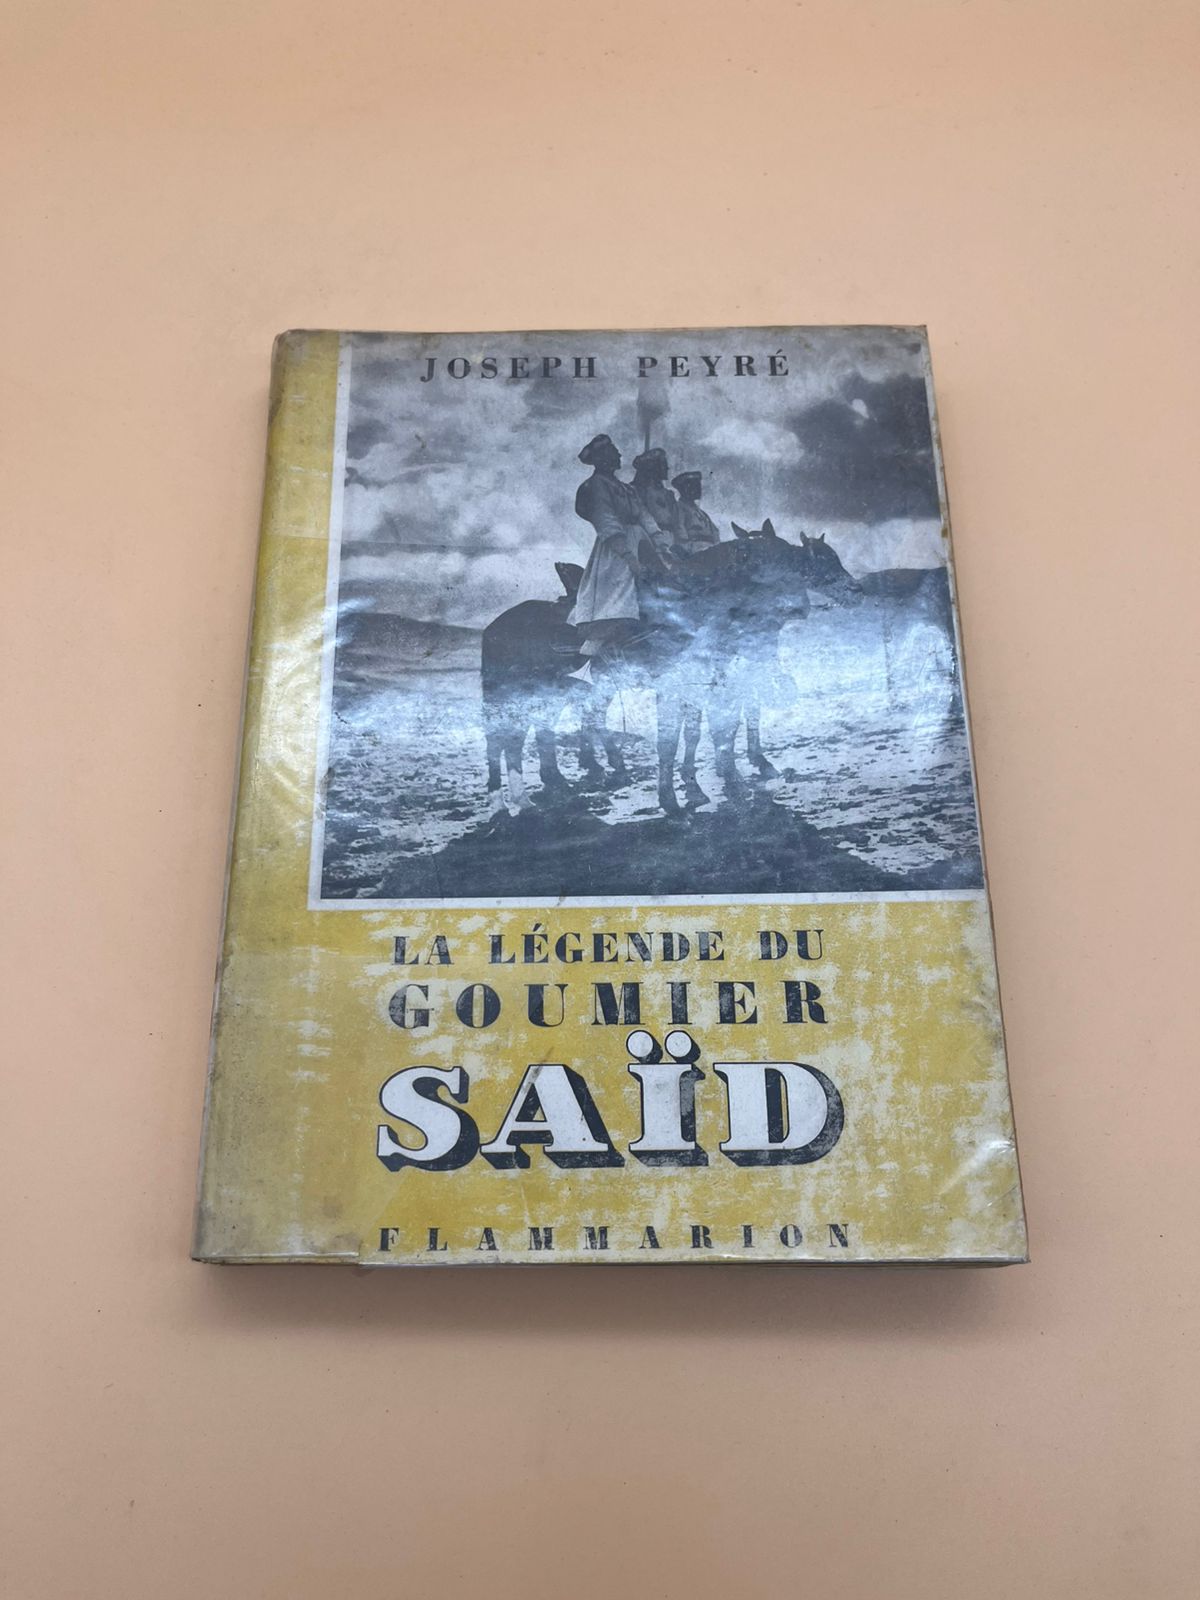 JOSEPH PEYRÉ
LA LÉGENDE DU
GOUMIER
SAÏD
FLAMMARION